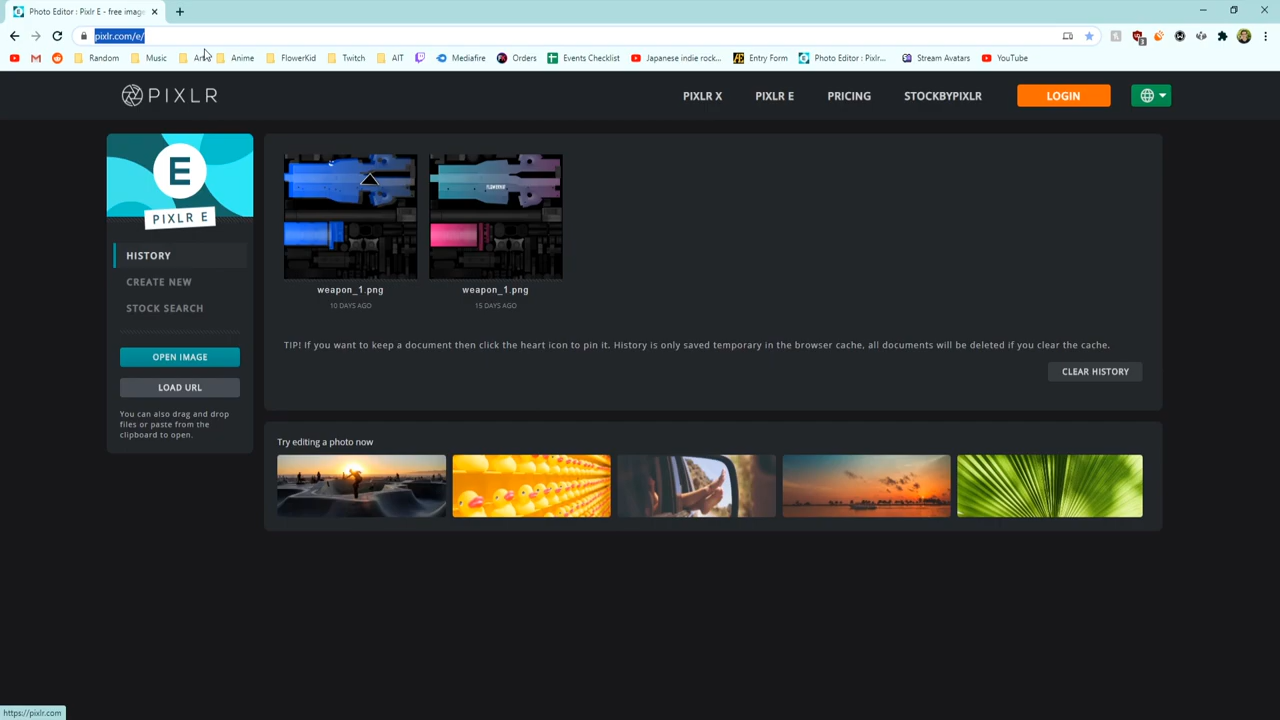 Photo Editor : Pixlr E - free imag
pixlr.com/e/
Random
Music
Anime
FlowerKid
Twitch
AIT
Mediafire
Orders
Events Checklist
Japanese indie rock...
Entry Form
Photo Editor : Pixlr...
Stream Avatars
YouTube
PIXLR
PIXLR X
PIXLR E
PRICING
STOCKBYPIXLR
LOGIN
E
PIXLR E
HISTORY
CREATE NEW
STOCK SEARCH
OPEN IMAGE
LOAD URL
You can also drag and drop
files or paste from the
clipboard to open.
FLOWERKID
weapon_1.png
10 DAYS AGO
weapon_1.png
15 DAYS AGO
TIP! If you want to keep a document then click the heart icon to pin it. History is only saved temporary in the browser cache, all documents will be deleted if you clear the cache.
CLEAR HISTORY
Try editing a photo now
https://pixlr.com